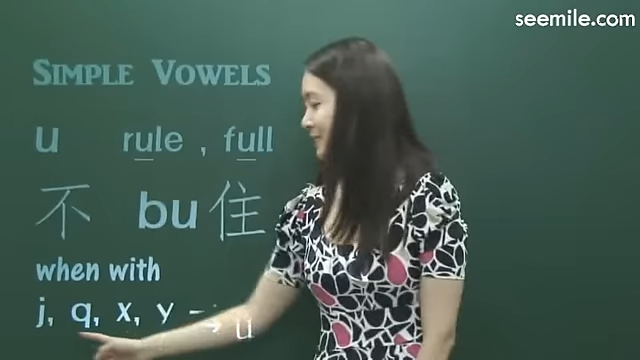 seemile.com
SIMPLE VOWELS
u rule , full
不 bu 住
when with
j, q, x, y → u